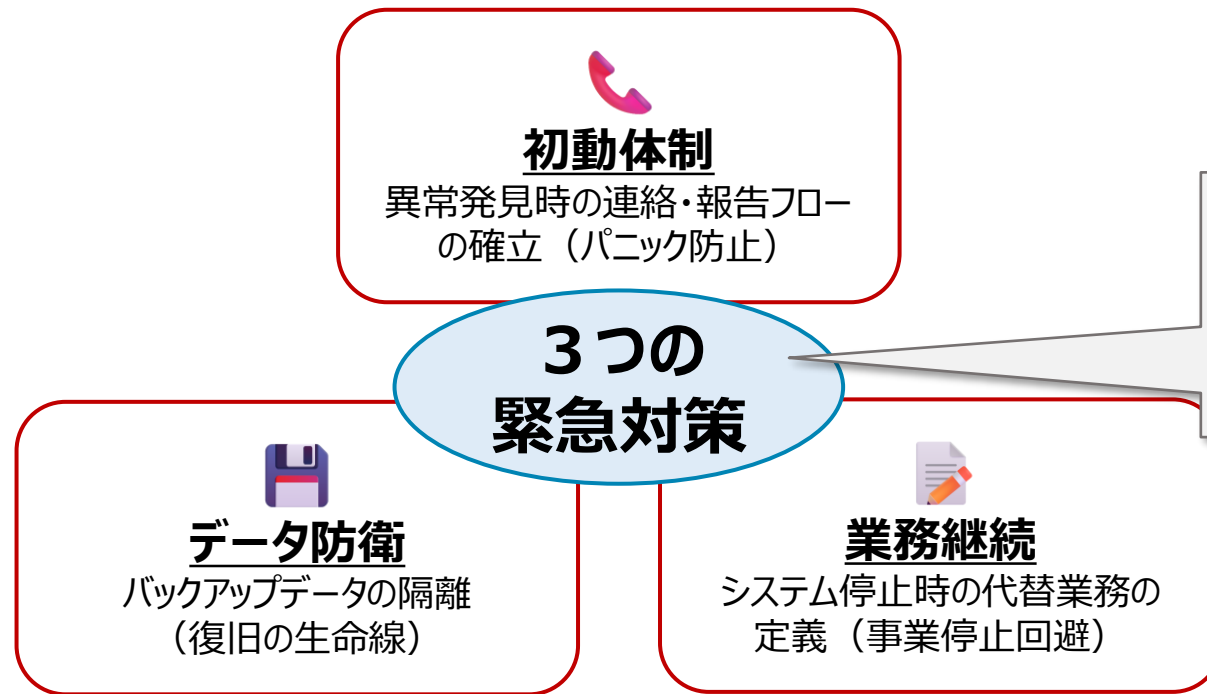 初動体制
異常発見時の連絡・報告フロー
の確立（パニック防止）
３つの
緊急対策
データ防衛
バックアップデータの隔離
（復旧の生命線）
業務継続
システム停止時の代替業務の
定義（事業停止回避）